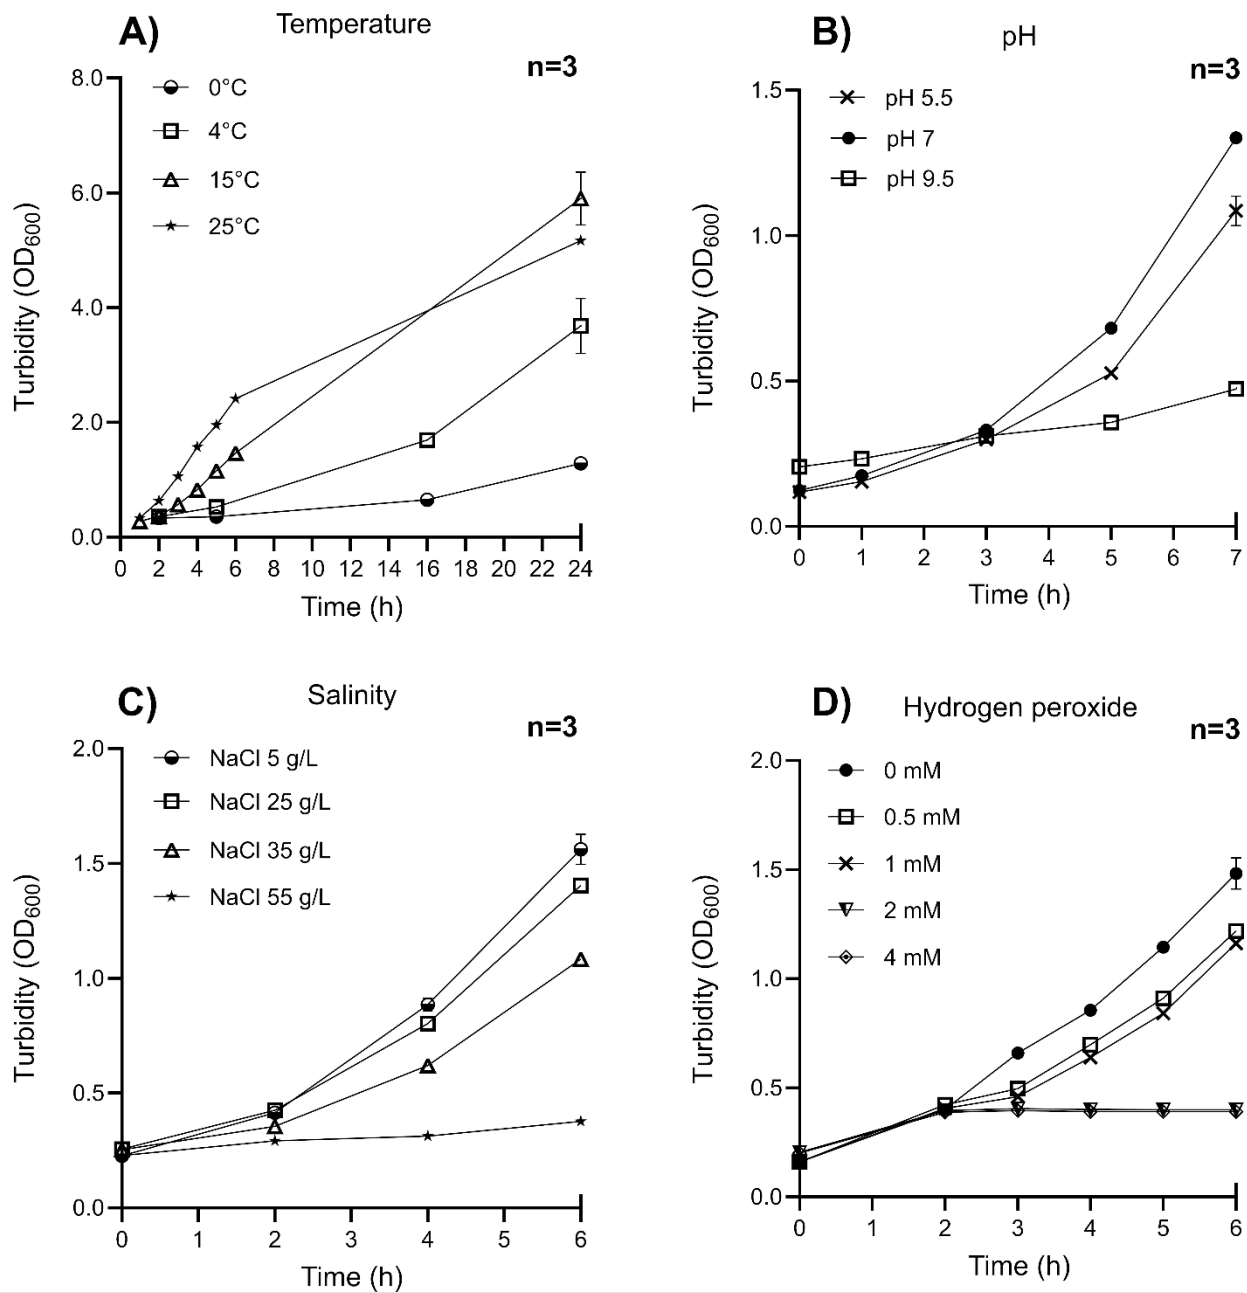 A)
Temperature
n=3
0°C
4°C
15°C
25°C
8.0
6.0
4.0
2.0
0.0
Turbidity (OD600)
0 2 4 6 8 10 12 14 16 18 20 22 24
Time (h)
B)
pH
n=3
pH 5.5
pH 7
pH 9.5
1.5
1.0
0.5
0.0
Turbidity (OD600)
0 1 2 3 4 5 6 7
Time (h)
C)
Salinity
n=3
NaCl 5 g/L
NaCl 25 g/L
NaCl 35 g/L
NaCl 55 g/L
2.0
1.5
1.0
0.5
0.0
Turbidity (OD600)
0 1 2 3 4 5 6
Time (h)
D)
Hydrogen peroxide
n=3
0 mM
0.5 mM
1 mM
2 mM
4 mM
2.0
1.5
1.0
0.5
0.0
Turbidity (OD600)
0 1 2 3 4 5 6
Time (h)